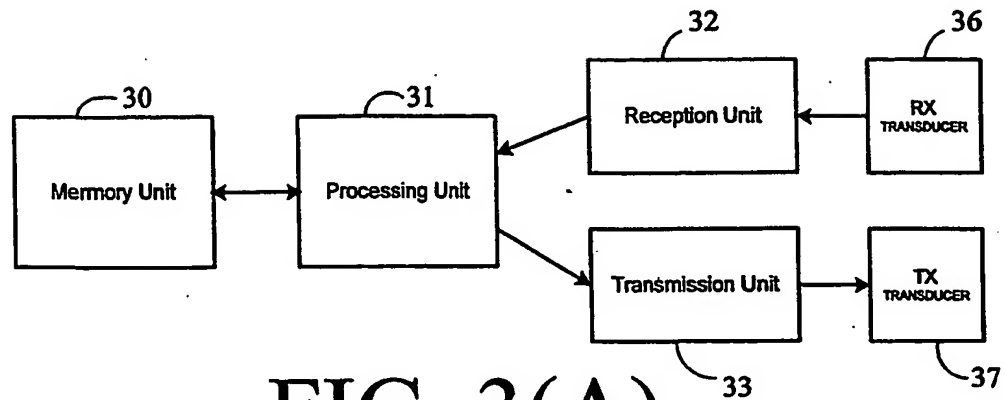 32
36
30
31
Reception Unit
RX
TRANSDUCER
Mermory Unit
Processing Unit
Transmission Unit
TX
TRANSDUCER
33
37
FIG. 3(A)